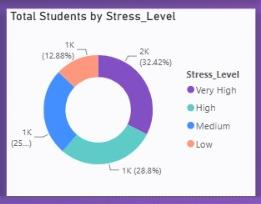 Total Students by Stress_Level
1K
(12.88%)
2K
(32.42%)
Stress_Level
Very High
High
Medium
Low
1K
(25...)
1K (28.8%)